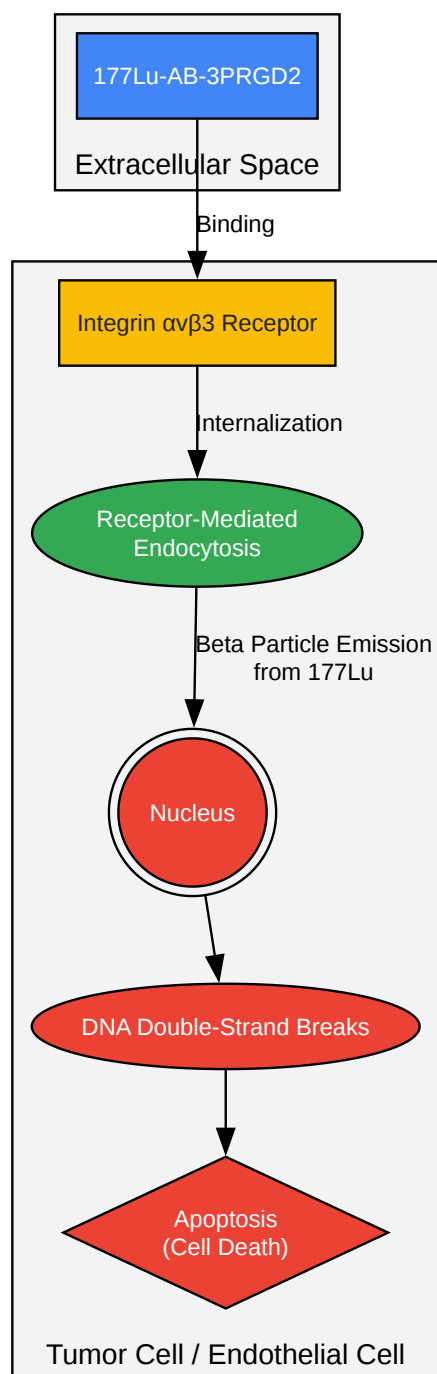 177Lu-AB-3PRGD2
Extracellular Space
Binding
Integrin αvβ3 Receptor
Internalization
Receptor-Mediated
Endocytosis
Beta Particle Emission
from 177Lu
Nucleus
DNA Double-Strand Breaks
Apoptosis
(Cell Death)
Tumor Cell / Endothelial Cell